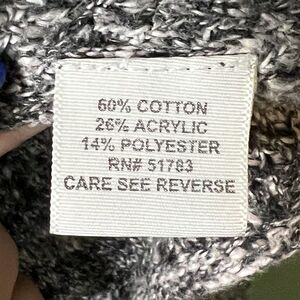 60% COTTON
26% ACRYLIC
14% POLYESTER
RN# 51783
CARE SEE REVERSE